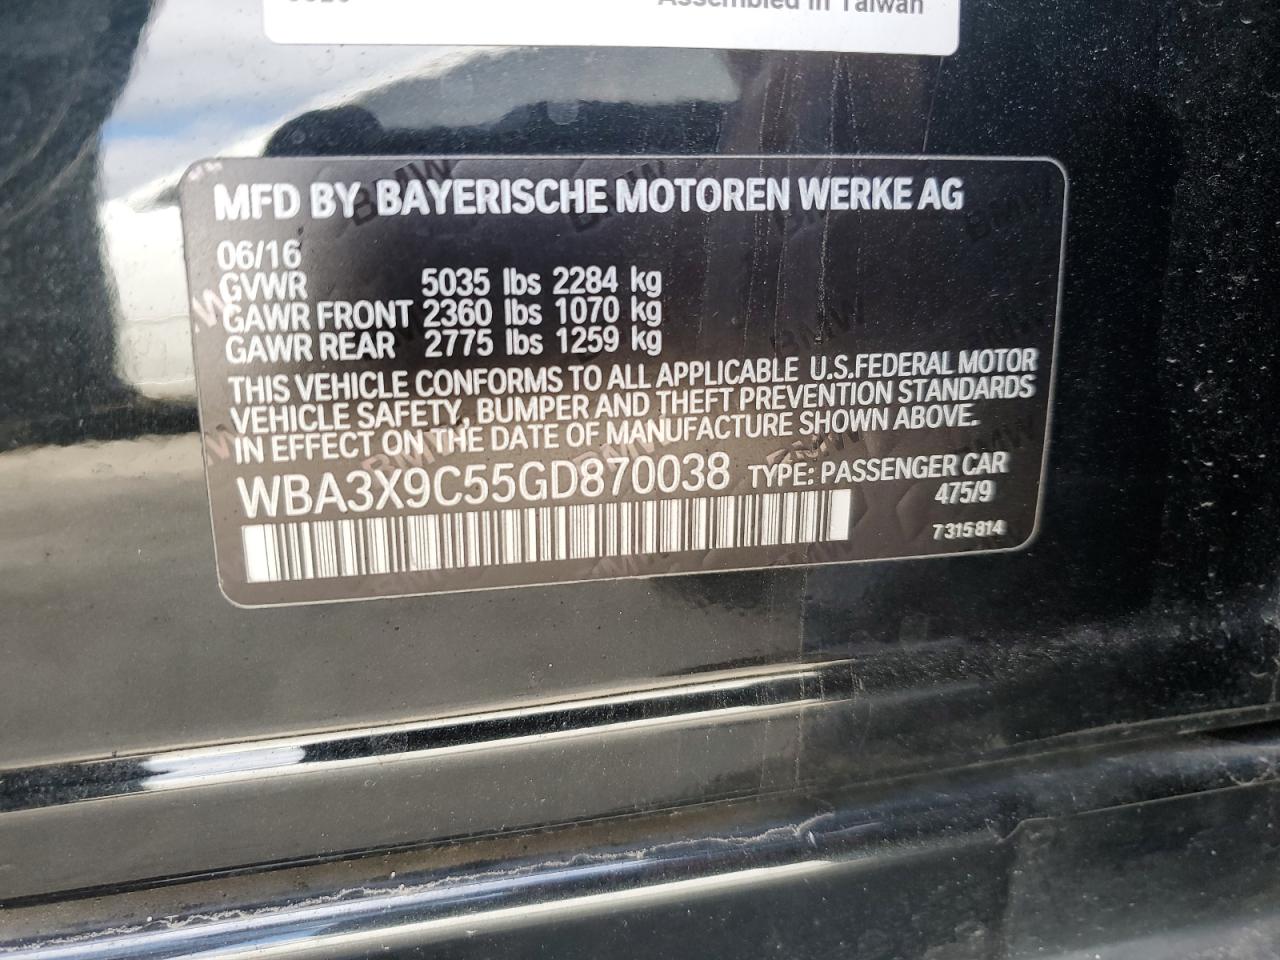 Assembled in Taiwan
MFD BY BAYERISCHE MOTOREN WERKE AG
06/16
GVWR 5035 lbs 2284 kg
GAWR FRONT 2360 lbs 1070 kg
GAWR REAR 2775 lbs 1259 kg
THIS VEHICLE CONFORMS TO ALL APPLICABLE U.S.FEDERAL MOTOR
VEHICLE SAFETY, BUMPER AND THEFT PREVENTION STANDARDS
IN EFFECT ON THE DATE OF MANUFACTURE SHOWN ABOVE.
WBA3X9C55GD870038 TYPE: PASSENGER CAR
475/9
7315814